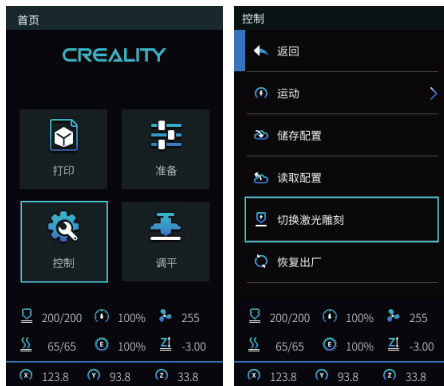 首页
CREALITY
打印
准备
控制
调平
200/200 100% 255
65/65 E 100% Z -3.00
X 123.8 Y 93.8 Z 33.8
控制
返回
运动
储存配置
读取配置
切换激光雕刻
恢复出厂
200/200 100% 255
65/65 E 100% Z -3.00
X 123.8 Y 93.8 Z 33.8